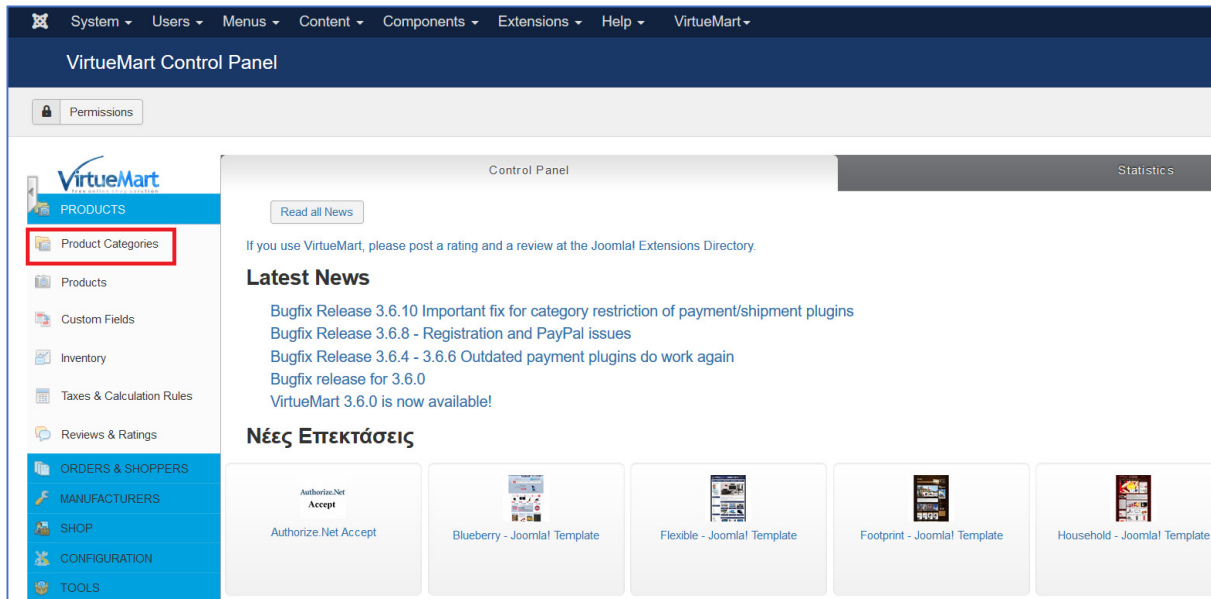 System Users Menus Content Components Extensions Help VirtueMart
VirtueMart Control Panel
Permissions
VirtueMart
free online shop solution
Control Panel
Statistics
PRODUCTS
Product Categories
Products
Custom Fields
Inventory
Taxes & Calculation Rules
Reviews & Ratings
ORDERS & SHOPPERS
MANUFACTURERS
SHOP
CONFIGURATION
TOOLS
Read all News
If you use VirtueMart, please post a rating and a review at the Joomla! Extensions Directory.
Latest News
Bugfix Release 3.6.10 Important fix for category restriction of payment/shipment plugins
Bugfix Release 3.6.8 - Registration and PayPal issues
Bugfix Release 3.6.4 - 3.6.6 Outdated payment plugins do work again
Bugfix release for 3.6.0
VirtueMart 3.6.0 is now available!
Νέες Επεκτάσεις
Authorize.Net
Accept
Authorize.Net Accept
Blueberry - Joomla! Template
Flexible - Joomla! Template
Footprint - Joomla! Template
Household - Joomla! Template